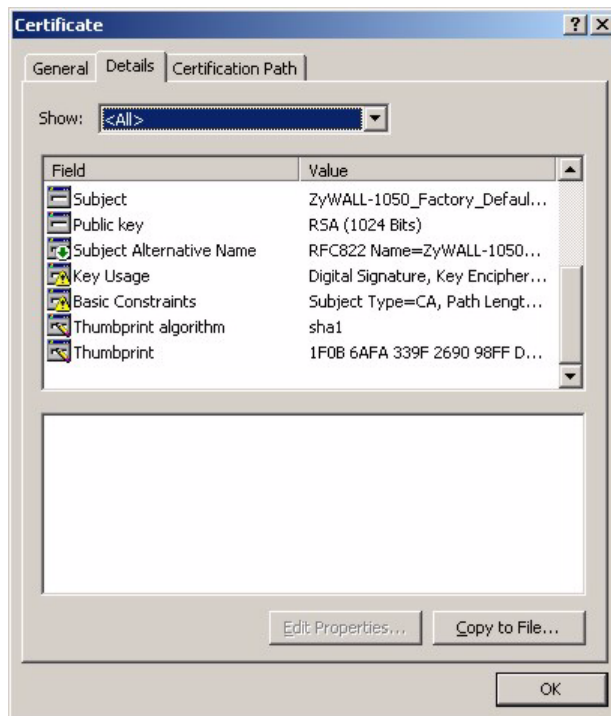 Certificate
General Details Certification Path
Show: <All>
Field Value
Subject ZyWALL-1050_Factory_Defaul...
Public key RSA (1024 Bits)
Subject Alternative Name RFC822 Name=ZyWALL-1050...
Key Usage Digital Signature, Key Encipher...
Basic Constraints Subject Type=CA, Path Lengt...
Thumbprint algorithm sha1
Thumbprint 1F0B 6AFA 339F 2690 98FF D...
Edit Properties... Copy to File...
OK